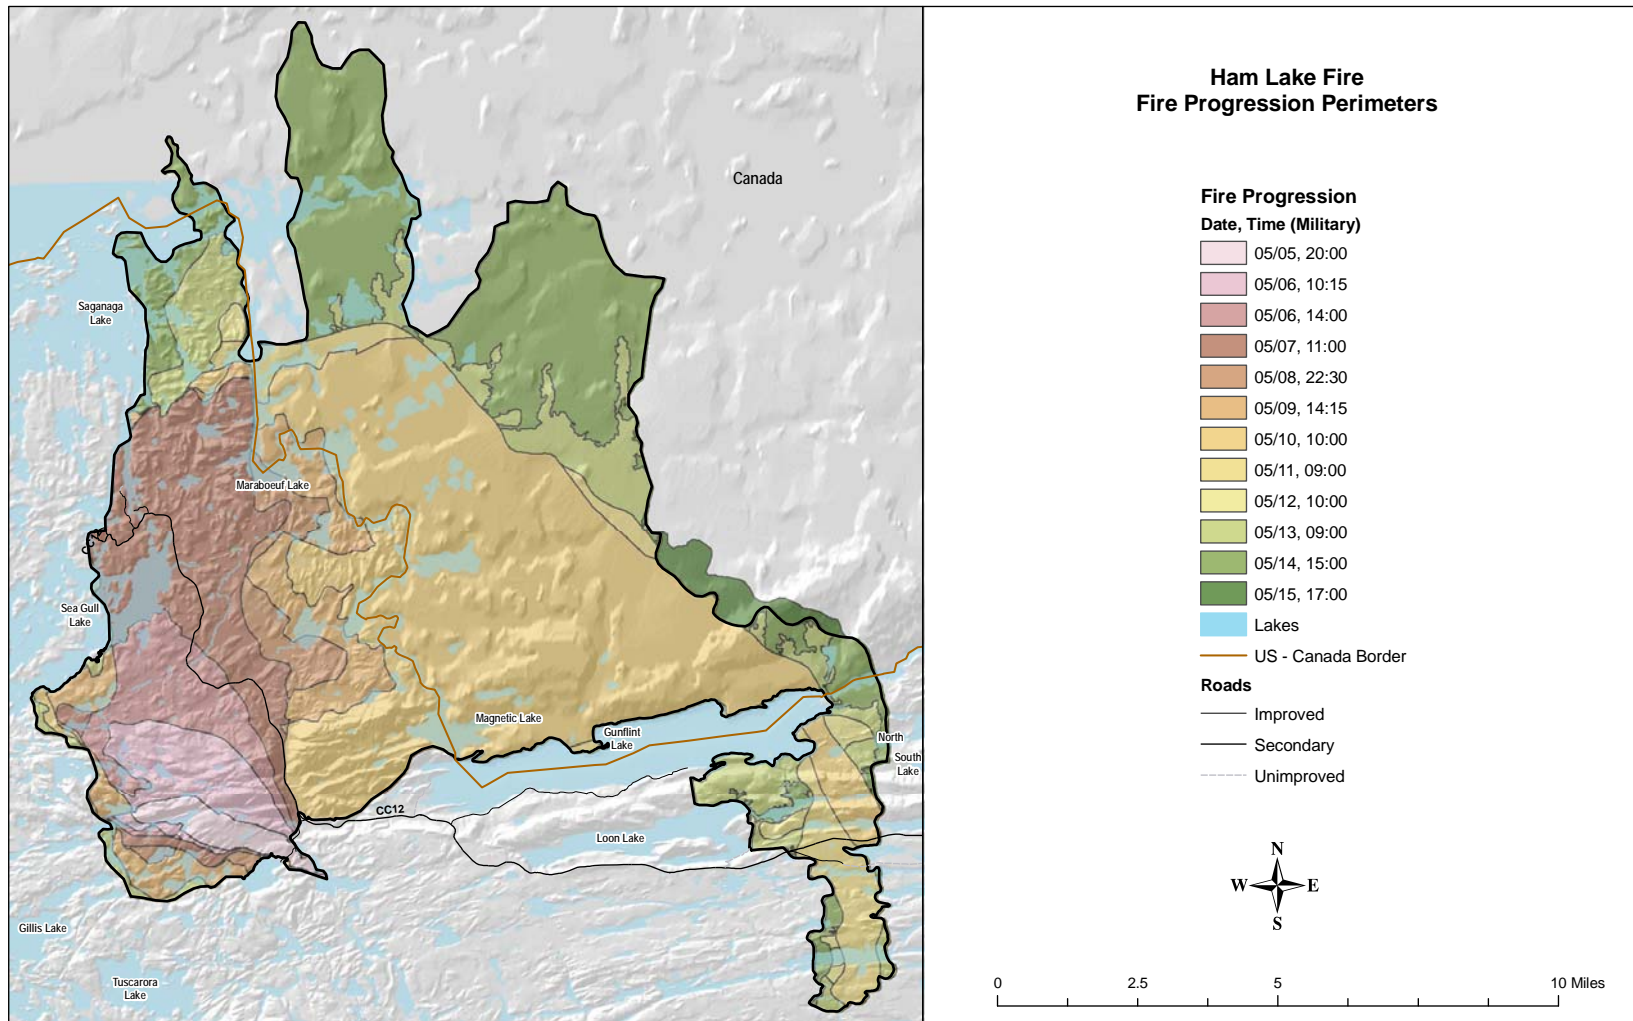 Ham Lake Fire
Fire Progression Perimeters
Canada
Saganaga
Lake
Maraboeuf Lake
Sea Gull
Lake
Magnetic Lake
Gunflint
Lake
North
South
Lake
CC12
Loon Lake
Gillis Lake
Tuscarora
Lake
Fire Progression
Date, Time (Military)
05/05, 20:00
05/06, 10:15
05/06, 14:00
05/07, 11:00
05/08, 22:30
05/09, 14:15
05/10, 10:00
05/11, 09:00
05/12, 10:00
05/13, 09:00
05/14, 15:00
05/15, 17:00
Lakes
US - Canada Border
Roads
Improved
Secondary
Unimproved
N
W E
S
0 2.5 5 10 Miles